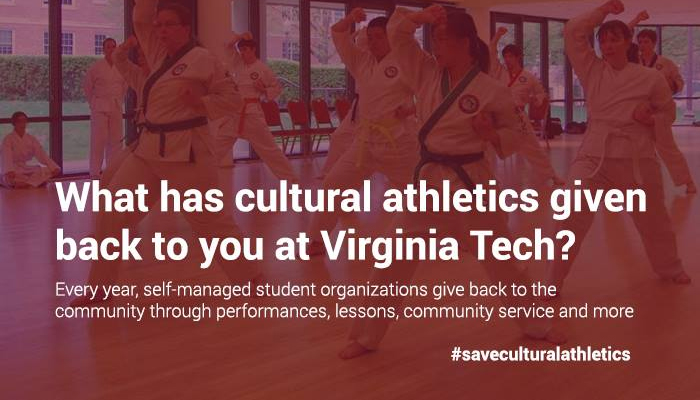 What has cultural athletics given
back to you at Virginia Tech?
Every year, self-managed student organizations give back to the
community through performances, lessons, community service and more
#saveculturalathletics